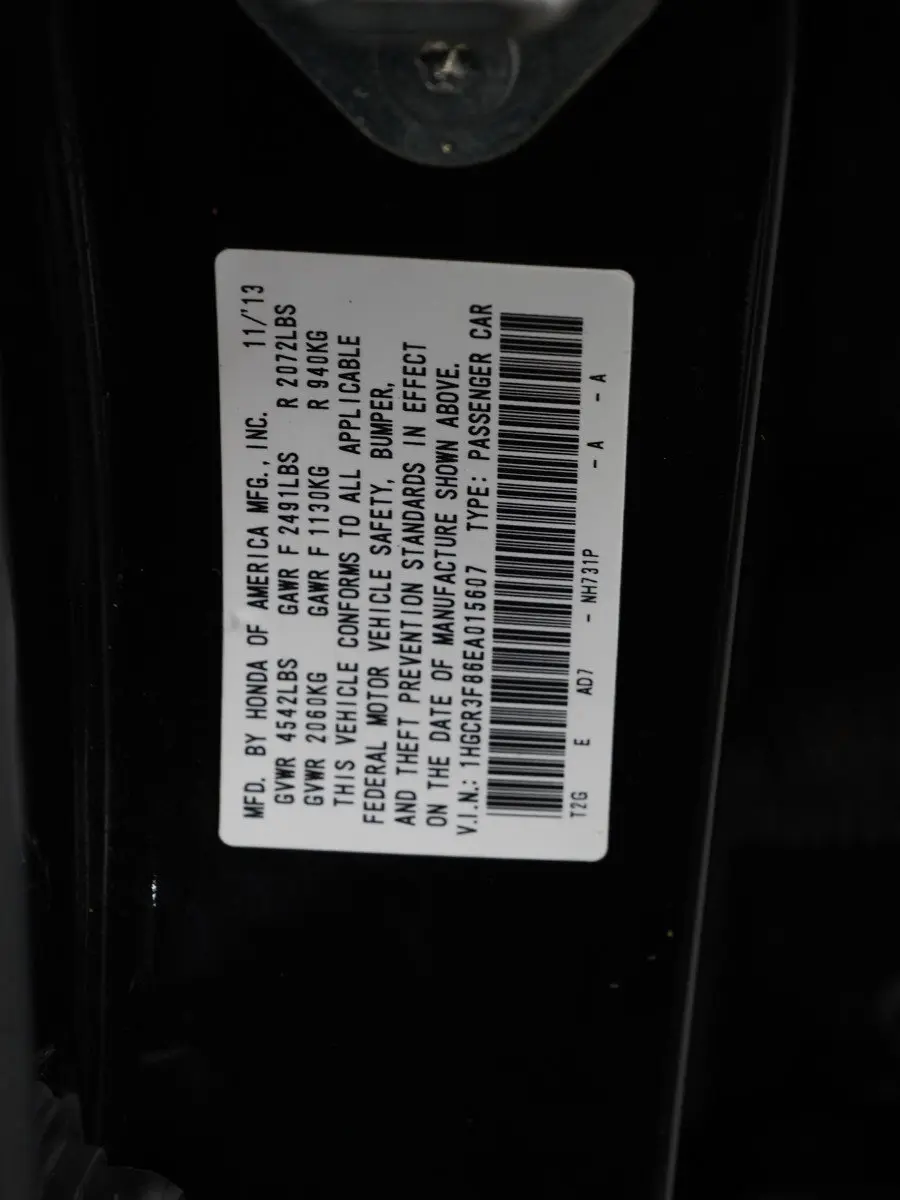 MFD. BY HONDA OF AMERICA MFG., INC. 11/'13
GVWR 4542LBS GAWR F 2491LBS R 2072LBS
GVWR 2060KG GAWR F 1130KG R 940KG
THIS VEHICLE CONFORMS TO ALL APPLICABLE
FEDERAL MOTOR VEHICLE SAFETY, BUMPER,
AND THEFT PREVENTION STANDARDS IN EFFECT
ON THE DATE OF MANUFACTURE SHOWN ABOVE.
V.I.N.: 1HGCR3F86EA015607 TYPE: PASSENGER CAR
T2G E AD7 - NH731P - A - A